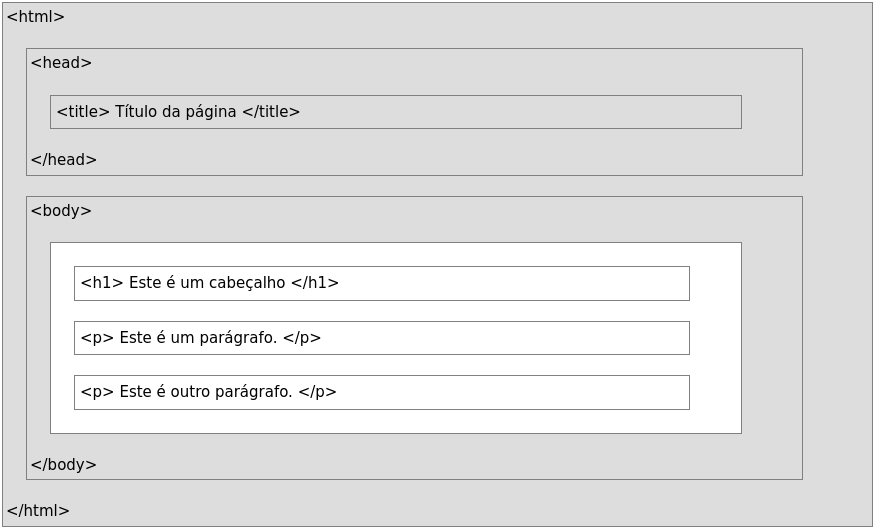 <html>
<head>
<title> Título da página </title>
</head>
<body>
<h1> Este é um cabeçalho </h1>
<p> Este é um parágrafo. </p>
<p> Este é outro parágrafo. </p>
</body>
</html>